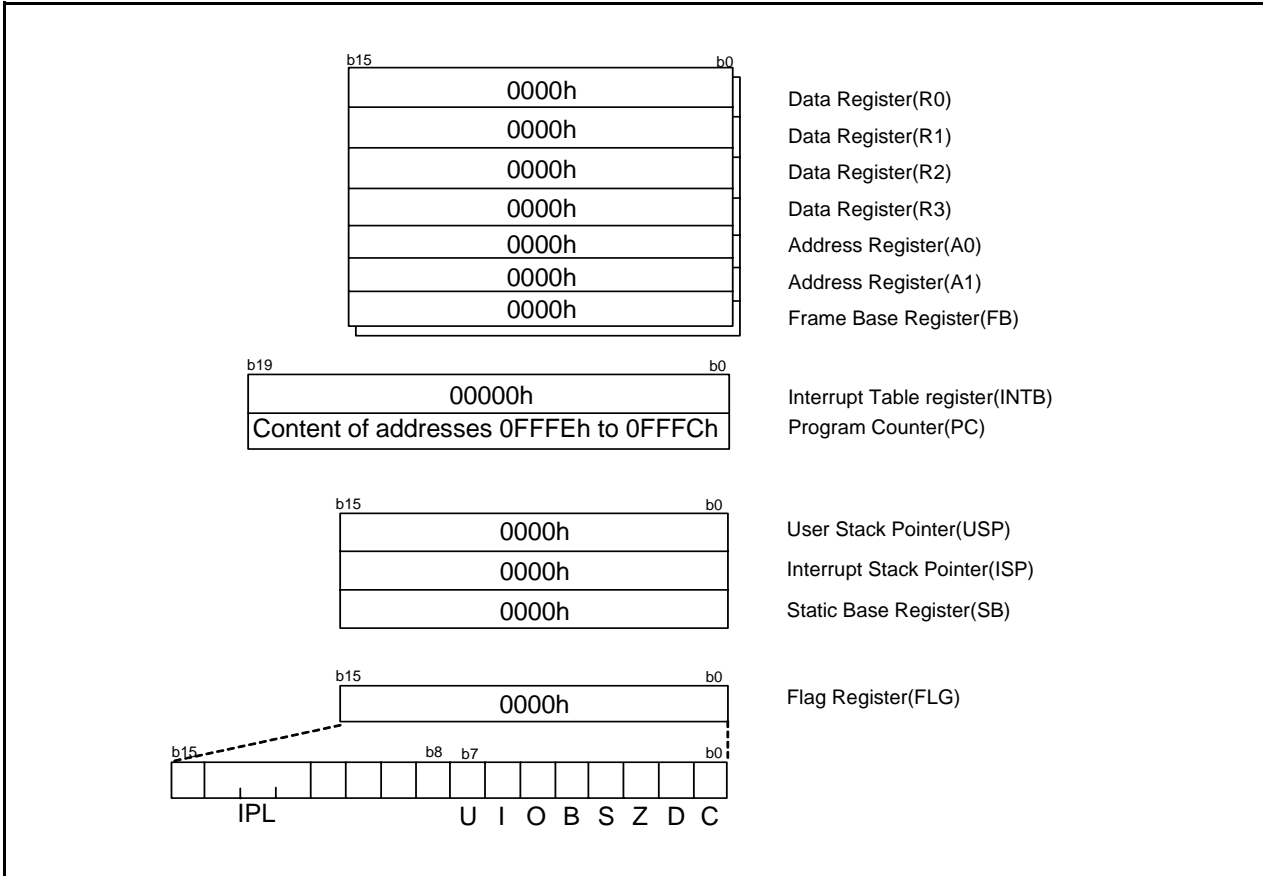 b15 b0
0000h Data Register(R0)
0000h Data Register(R1)
0000h Data Register(R2)
0000h Data Register(R3)
0000h Address Register(A0)
0000h Address Register(A1)
0000h Frame Base Register(FB)
b19 b0
00000h Interrupt Table register(INTB)
Content of addresses 0FFFEh to 0FFFCh Program Counter(PC)
b15 b0
0000h User Stack Pointer(USP)
0000h Interrupt Stack Pointer(ISP)
0000h Static Base Register(SB)
b15 b0
0000h Flag Register(FLG)
b15 b8 b7 b0
IPL U I O B S Z D C